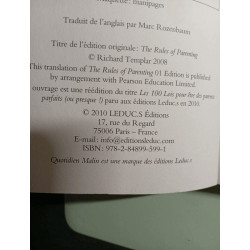 Maquette : nuanpages
Traduit de l'anglais par Marc Rozenbaum
Titre de l'édition originale : The Rules of Parenting
© Richard Templar 2008
This translation of The Rules of Parenting 01 Edition is published
by arrangement with Pearson Education Limited.
ouvrage est une réédition du titre Les 100 Lois pour être des parents
parfaits (ou presque !) paru aux éditions Leduc.s en 2010.
© 2010 LEDUC.S Éditions
17, rue du Regard
75006 Paris – France
E-mail : info@editionsleduc.com
ISBN : 978-2-84899-599-1
Quotidien Malin est une marque des éditions Leduc.s